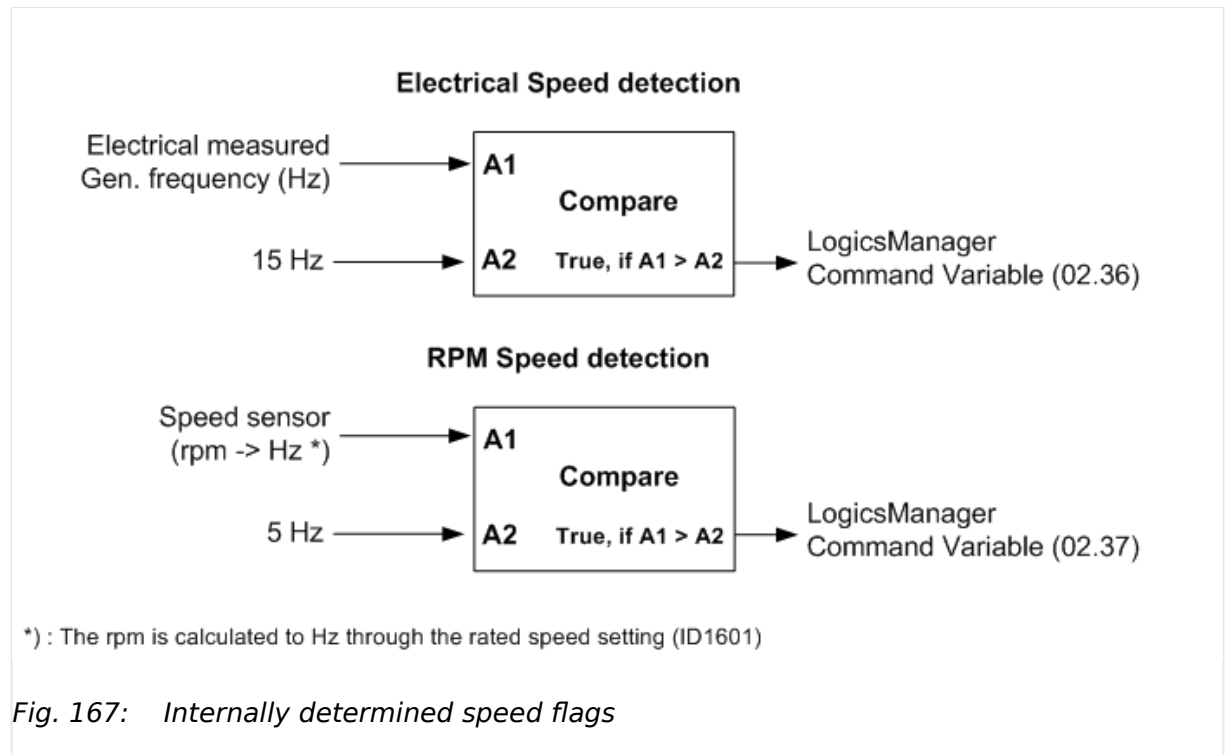 Electrical Speed detection
Electrical measured
Gen. frequency (Hz)
A1
Compare
15 Hz
A2
True, if A1 > A2
LogicsManager
Command Variable (02.36)
RPM Speed detection
Speed sensor
(rpm -> Hz *)
A1
Compare
5 Hz
A2
True, if A1 > A2
LogicsManager
Command Variable (02.37)
*) : The rpm is calculated to Hz through the rated speed setting (ID1601)
Fig. 167: Internally determined speed flags